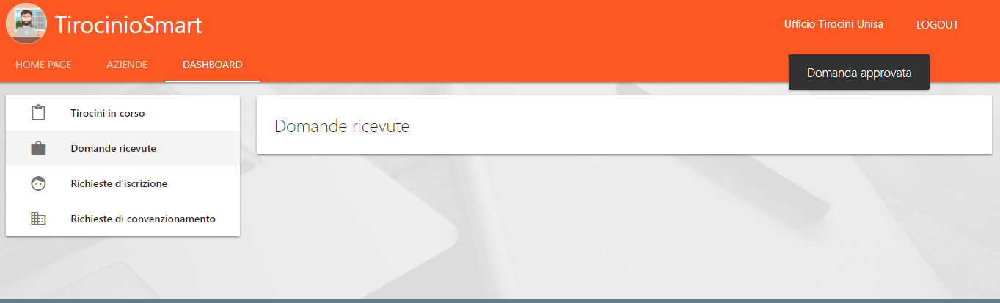 TirocinioSmart
Ufficio Tirocini Unisa
LOGOUT
HOME PAGE
AZIENDE
DASHBOARD
Domanda approvata
Tirocini in corso
Domande ricevute
Richieste d'iscrizione
Richieste di convenzionamento
Domande ricevute